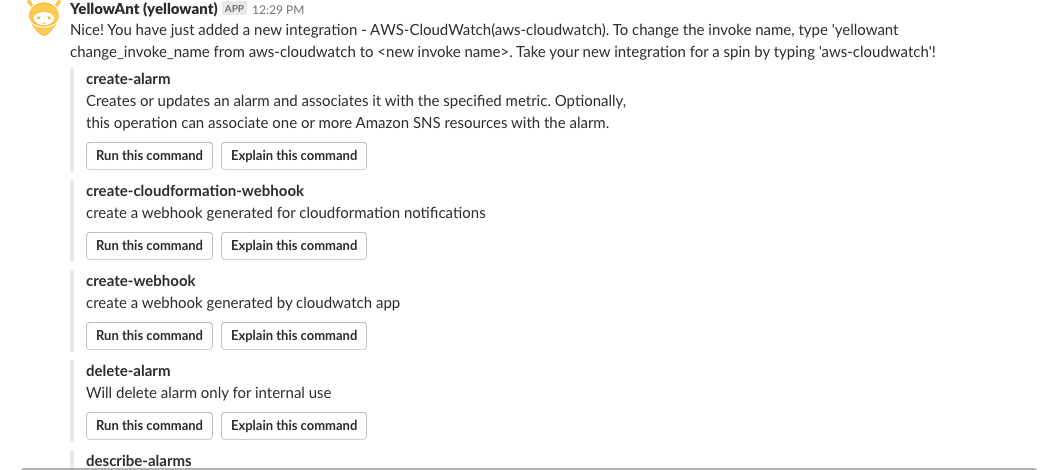 YellowAnt (yellowant) APP 12:29 PM
Nice! You have just added a new integration - AWS-CloudWatch(aws-cloudwatch). To change the invoke name, type 'yellowant
change_invoke_name from aws-cloudwatch to <new invoke name>. Take your new integration for a spin by typing 'aws-cloudwatch'!
create-alarm
Creates or updates an alarm and associates it with the specified metric. Optionally,
this operation can associate one or more Amazon SNS resources with the alarm.
Run this command Explain this command
create-cloudformation-webhook
create a webhook generated for cloudformation notifications
Run this command Explain this command
create-webhook
create a webhook generated by cloudwatch app
Run this command Explain this command
delete-alarm
Will delete alarm only for internal use
Run this command Explain this command
describe-alarms